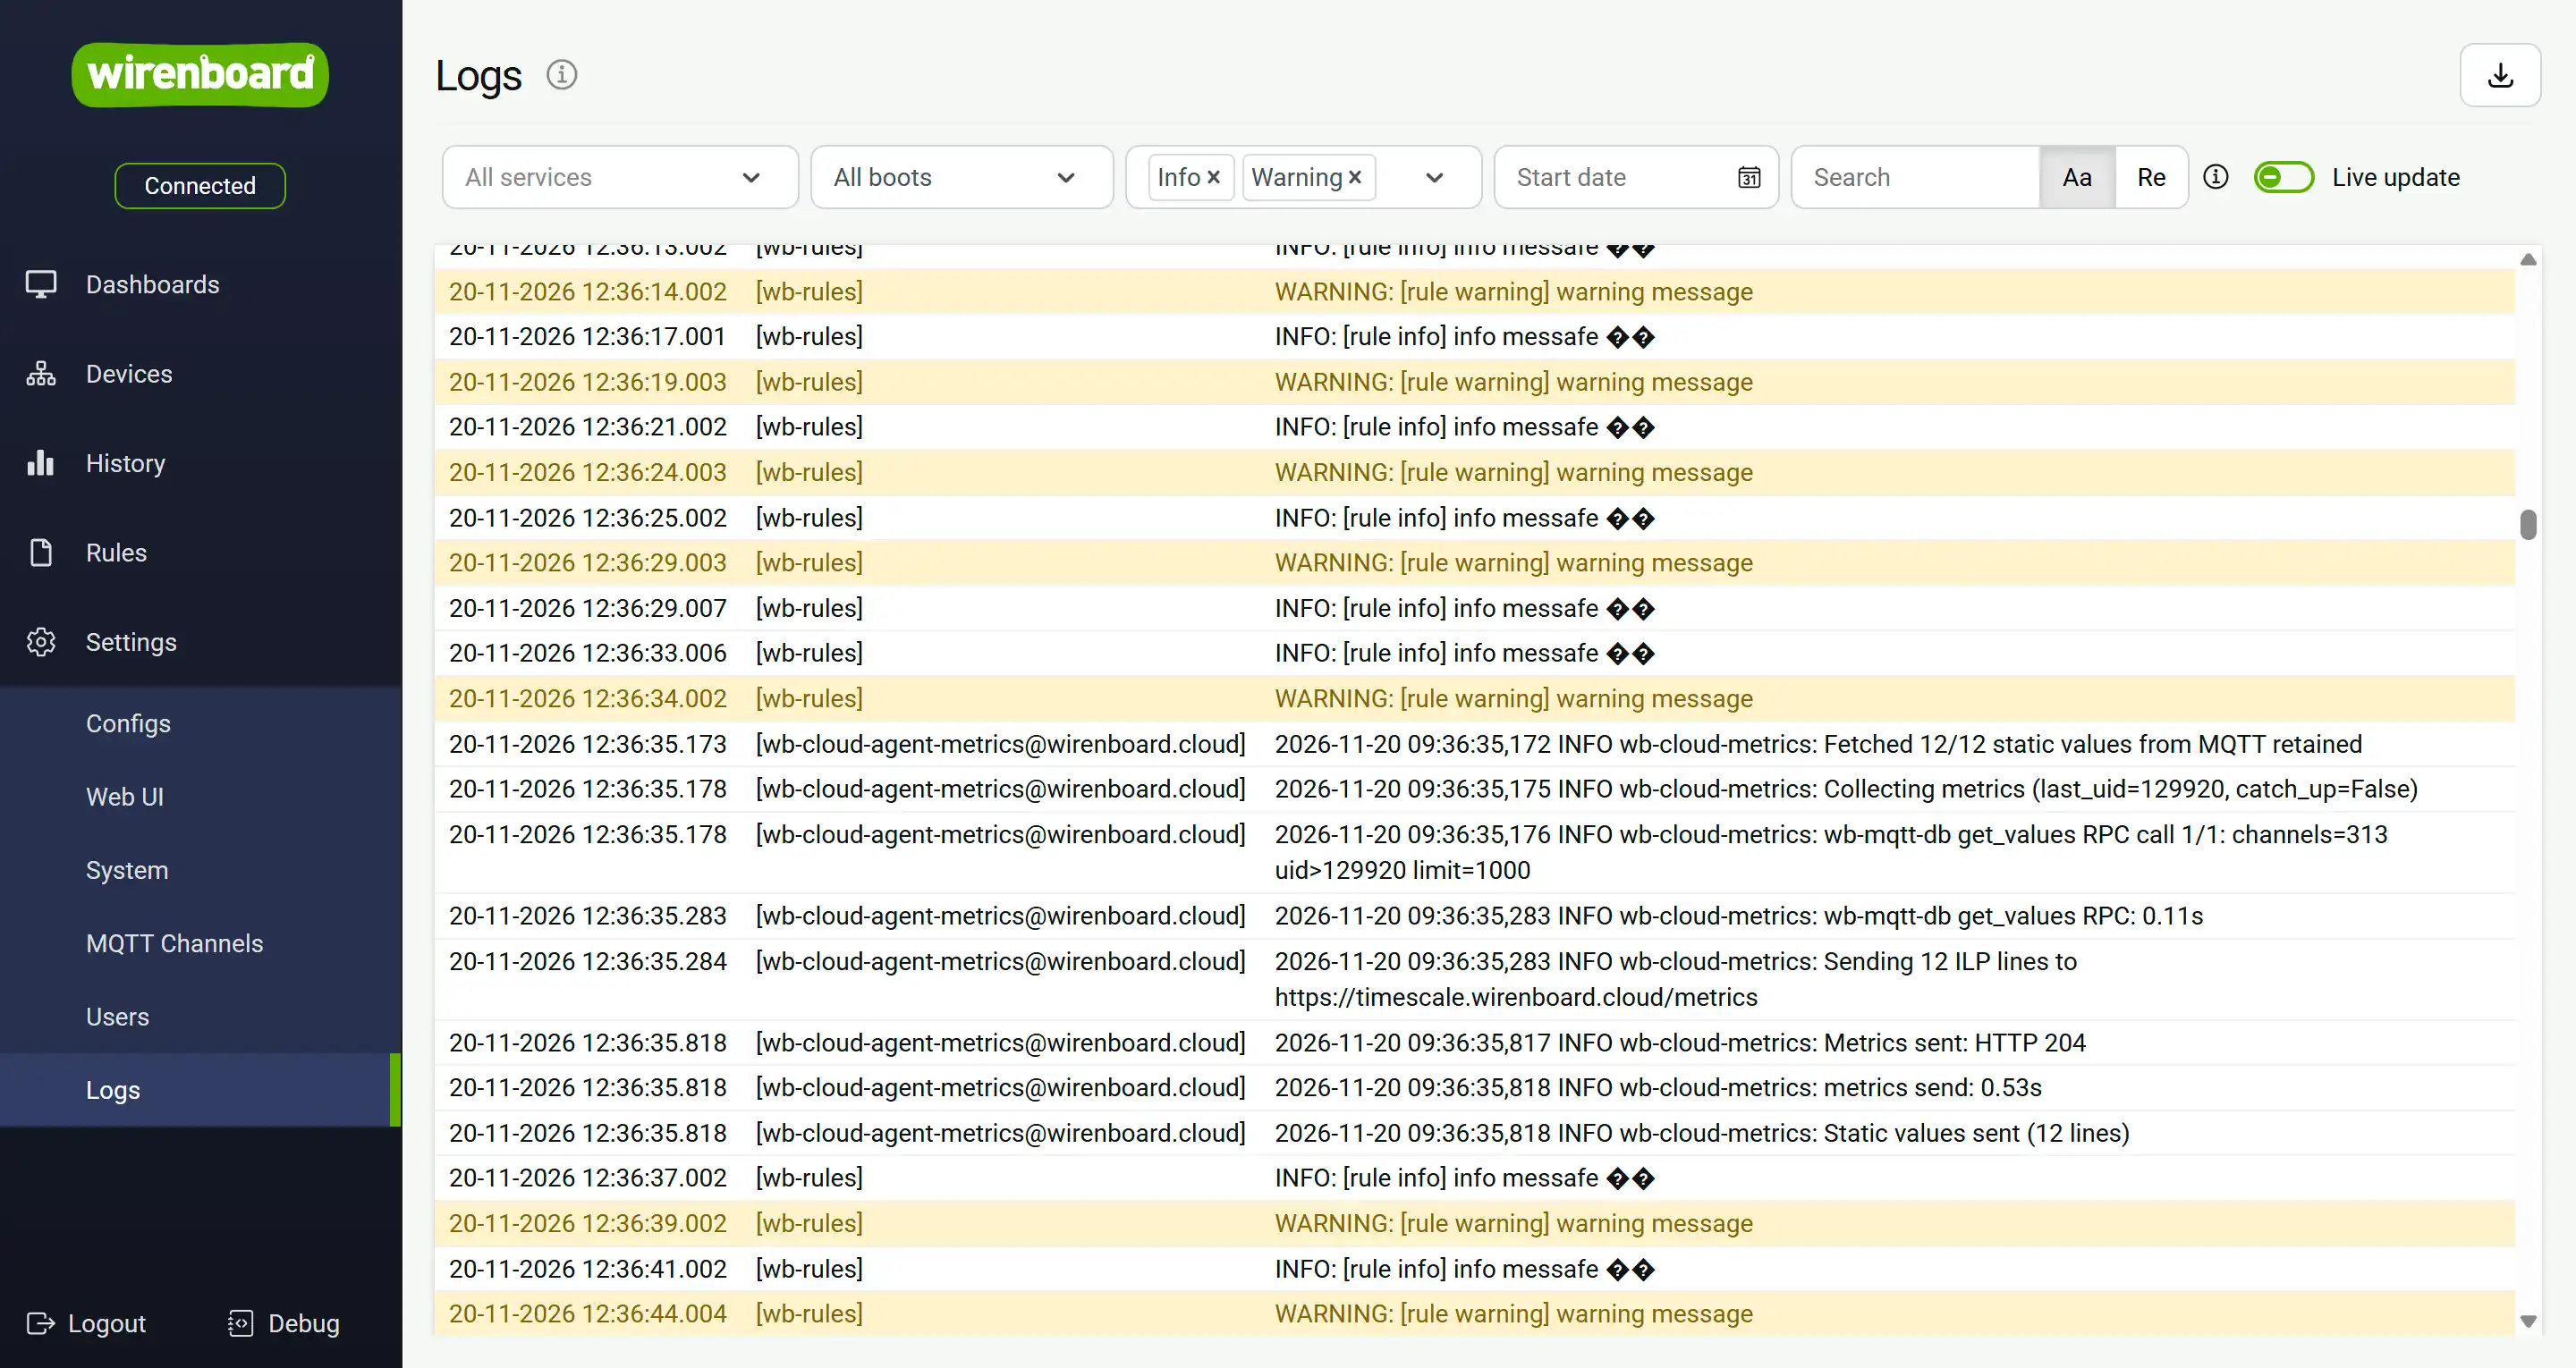 wirenboard
Connected
Dashboards
Devices
History
Rules
Settings
Configs
Web UI
System
MQTT Channels
Users
Logs
Logout Debug
Logs
All services All boots Info Warning Start date 31 Search Aa Re Live update
20-11-2026 12:36:13.002 [wb-rules] INFO: [rule info] info messafe ��
20-11-2026 12:36:14.002 [wb-rules] WARNING: [rule warning] warning message
20-11-2026 12:36:17.001 [wb-rules] INFO: [rule info] info messafe ��
20-11-2026 12:36:19.003 [wb-rules] WARNING: [rule warning] warning message
20-11-2026 12:36:21.002 [wb-rules] INFO: [rule info] info messafe ��
20-11-2026 12:36:24.003 [wb-rules] WARNING: [rule warning] warning message
20-11-2026 12:36:25.002 [wb-rules] INFO: [rule info] info messafe ��
20-11-2026 12:36:29.003 [wb-rules] WARNING: [rule warning] warning message
20-11-2026 12:36:29.007 [wb-rules] INFO: [rule info] info messafe ��
20-11-2026 12:36:33.006 [wb-rules] INFO: [rule info] info messafe ��
20-11-2026 12:36:34.002 [wb-rules] WARNING: [rule warning] warning message
20-11-2026 12:36:35.173 [wb-cloud-agent-metrics@wirenboard.cloud] 2026-11-20 09:36:35,172 INFO wb-cloud-metrics: Fetched 12/12 static values from MQTT retained
20-11-2026 12:36:35.178 [wb-cloud-agent-metrics@wirenboard.cloud] 2026-11-20 09:36:35,175 INFO wb-cloud-metrics: Collecting metrics (last_uid=129920, catch_up=False)
20-11-2026 12:36:35.178 [wb-cloud-agent-metrics@wirenboard.cloud] 2026-11-20 09:36:35,176 INFO wb-cloud-metrics: wb-mqtt-db get_values RPC call 1/1: channels=313
uid>129920 limit=1000
20-11-2026 12:36:35.283 [wb-cloud-agent-metrics@wirenboard.cloud] 2026-11-20 09:36:35,283 INFO wb-cloud-metrics: wb-mqtt-db get_values RPC: 0.11s
20-11-2026 12:36:35.284 [wb-cloud-agent-metrics@wirenboard.cloud] 2026-11-20 09:36:35,283 INFO wb-cloud-metrics: Sending 12 ILP lines to
https://timescale.wirenboard.cloud/metrics
20-11-2026 12:36:35.818 [wb-cloud-agent-metrics@wirenboard.cloud] 2026-11-20 09:36:35,817 INFO wb-cloud-metrics: Metrics sent: HTTP 204
20-11-2026 12:36:35.818 [wb-cloud-agent-metrics@wirenboard.cloud] 2026-11-20 09:36:35,818 INFO wb-cloud-metrics: metrics send: 0.53s
20-11-2026 12:36:35.818 [wb-cloud-agent-metrics@wirenboard.cloud] 2026-11-20 09:36:35,818 INFO wb-cloud-metrics: Static values sent (12 lines)
20-11-2026 12:36:37.002 [wb-rules] INFO: [rule info] info messafe ��
20-11-2026 12:36:39.002 [wb-rules] WARNING: [rule warning] warning message
20-11-2026 12:36:41.002 [wb-rules] INFO: [rule info] info messafe ��
20-11-2026 12:36:44.004 [wb-rules] WARNING: [rule warning] warning message